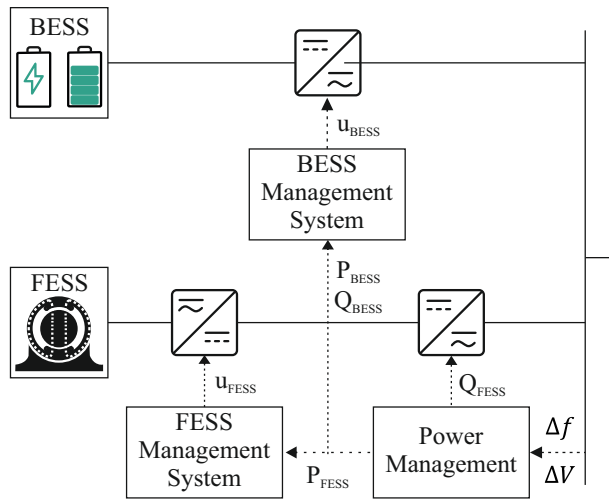 BESS
u_BESS
BESS
Management
System
P_BESS
Q_BESS
FESS
u_FESS
Q_FESS
FESS
Management
System
P_FESS
Power
Management
Δf
ΔV